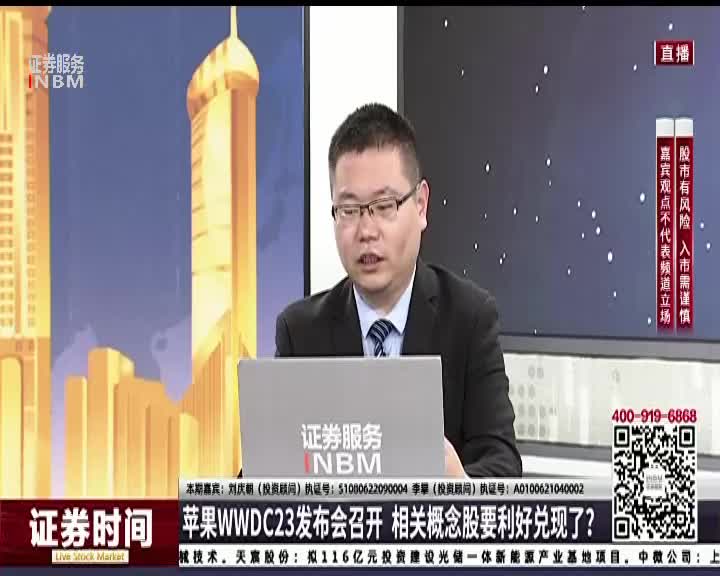 证券服务
NBM
直播
股市有风险 入市需谨慎
嘉宾观点不代表频道立场
证券服务
NBM
400-919-6868
本期嘉宾：刘庆朝（投资顾问）执证号：S1080622090004 李攀（投资顾问）执证号：A0100621040002
证券时间
Live Stock Market
苹果WWDC23发布会召开 相关概念股要利好兑现了？
械技术。天宸股份：拟116亿元投资建设光储一体新能源产业基地项目。中微公司：上